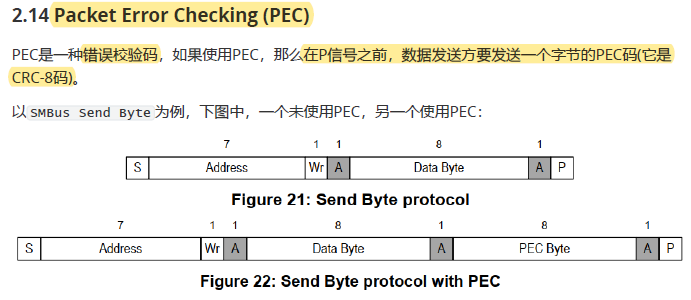 2.14 Packet Error Checking (PEC)
PEC是一种错误校验码，如果使用PEC，那么在P信号之前，数据发送方要发送一个字节的PEC码(它是
CRC-8码)。
以 SMBus Send Byte 为例，下图中，一个未使用PEC，另一个使用PEC：
7 1 1 8 1
S Address Wr A Data Byte A P
Figure 21: Send Byte protocol
7 1 1 8 1 8 1
S Address Wr A Data Byte A PEC Byte A P
Figure 22: Send Byte protocol with PEC